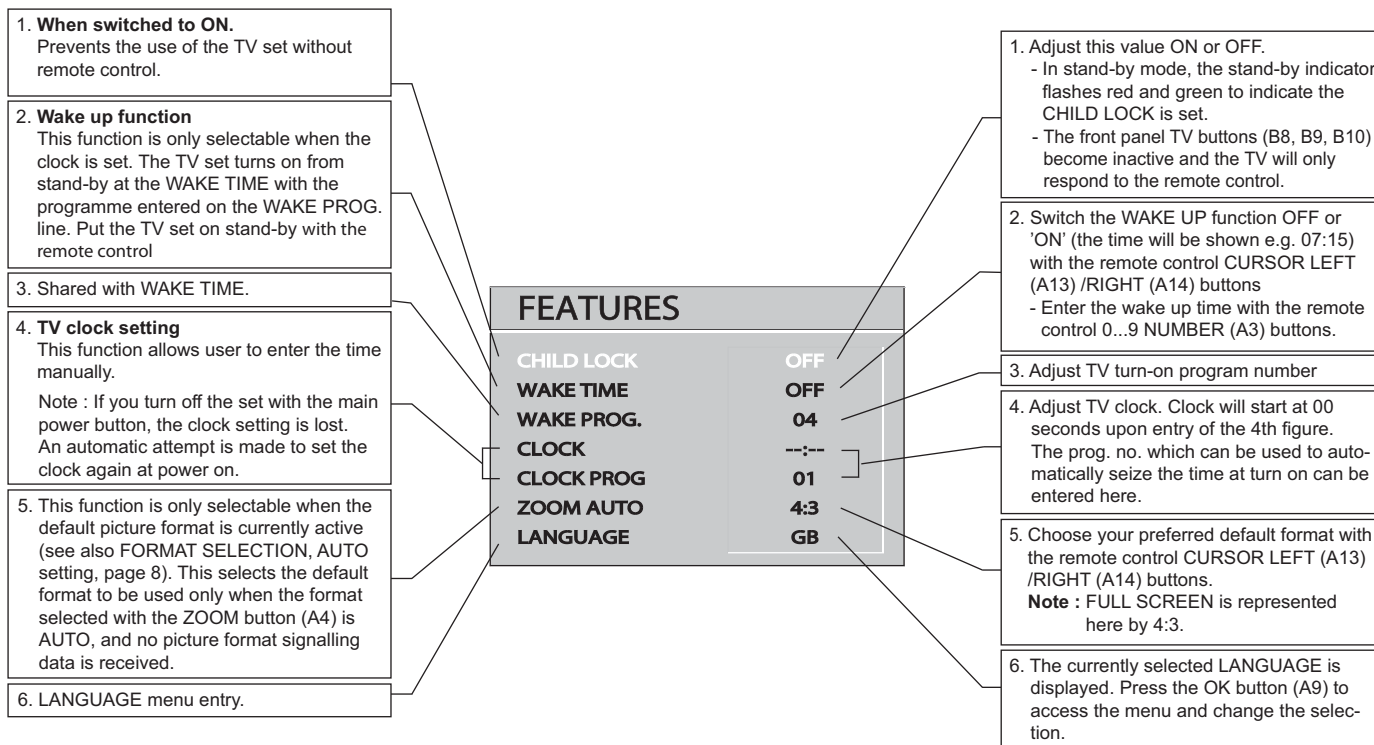 1. When switched to ON.
Prevents the use of the TV set without
remote control.
2. Wake up function
This function is only selectable when the
clock is set. The TV set turns on from
stand-by at the WAKE TIME with the
programme entered on the WAKE PROG.
line. Put the TV set on stand-by with the
remote control
3. Shared with WAKE TIME.
4. TV clock setting
This function allows user to enter the time
manually.
Note : If you turn off the set with the main
power button, the clock setting is lost.
An automatic attempt is made to set the
clock again at power on.
5. This function is only selectable when the
default picture format is currently active
(see also FORMAT SELECTION, AUTO
setting, page 8). This selects the default
format to be used only when the format
selected with the ZOOM button (A4) is
AUTO, and no picture format signalling
data is received.
6. LANGUAGE menu entry.
FEATURES
CHILD LOCK OFF
WAKE TIME OFF
WAKE PROG. 04
CLOCK --:--
CLOCK PROG 01
ZOOM AUTO 4:3
LANGUAGE GB
1. Adjust this value ON or OFF.
- In stand-by mode, the stand-by indicator
flashes red and green to indicate the
CHILD LOCK is set.
- The front panel TV buttons (B8, B9, B10)
become inactive and the TV will only
respond to the remote control.
2. Switch the WAKE UP function OFF or
'ON' (the time will be shown e.g. 07:15)
with the remote control CURSOR LEFT
(A13) /RIGHT (A14) buttons
- Enter the wake up time with the remote
control 0...9 NUMBER (A3) buttons.
3. Adjust TV turn-on program number
4. Adjust TV clock. Clock will start at 00
seconds upon entry of the 4th figure.
The prog. no. which can be used to auto-
matically seize the time at turn on can be
entered here.
5. Choose your preferred default format with
the remote control CURSOR LEFT (A13)
/RIGHT (A14) buttons.
Note : FULL SCREEN is represented
here by 4:3.
6. The currently selected LANGUAGE is
displayed. Press the OK button (A9) to
access the menu and change the selec-
tion.